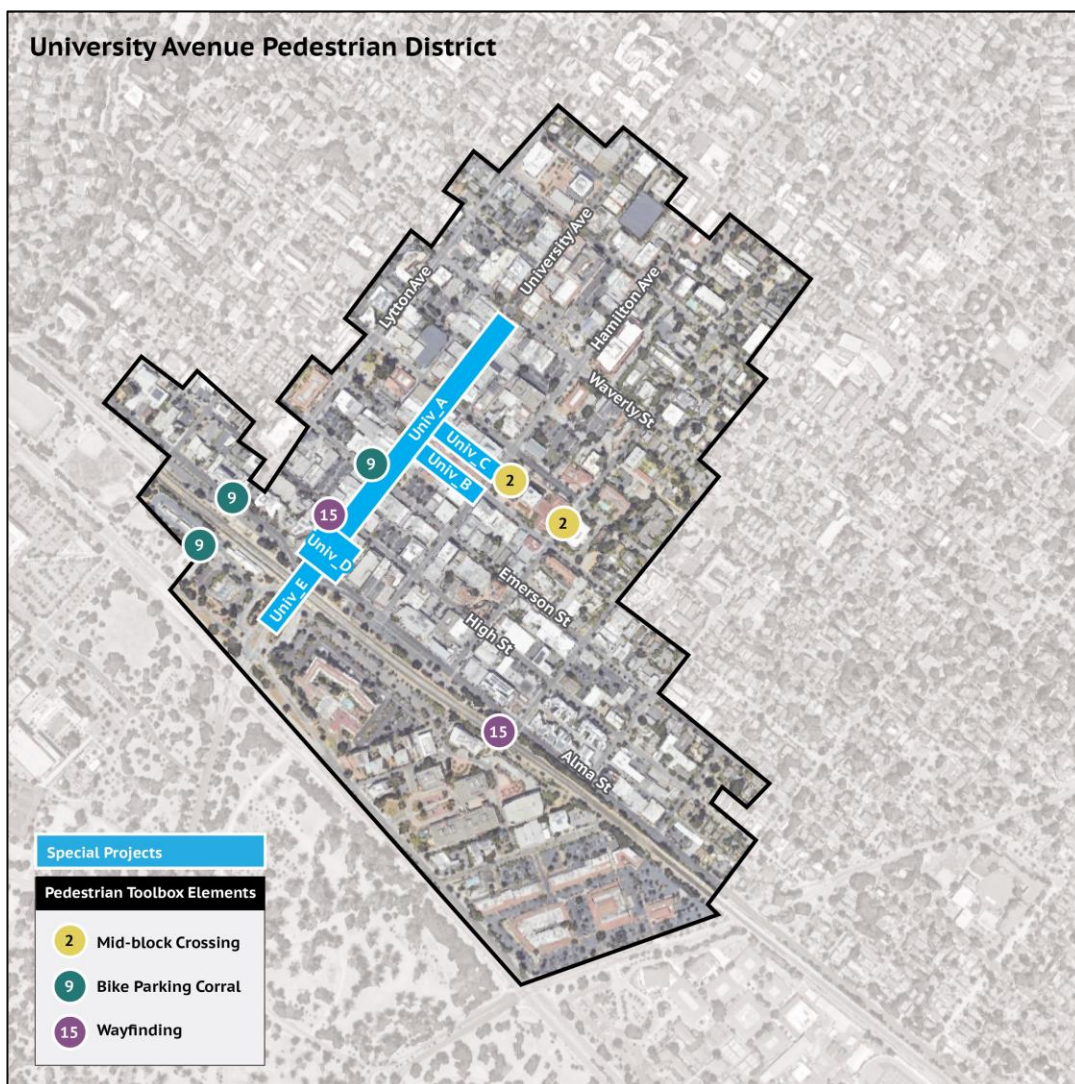 University Avenue Pedestrian District
University Ave
Lytton Ave
Hamilton Ave
Waverly St
Univ_A
Univ_C
Univ_B
9
2
9
15
2
9
Univ_D
Univ_E
Emerson St
High St
15
Alma St
Special Projects
Pedestrian Toolbox Elements
2 Mid-block Crossing
9 Bike Parking Corral
15 Wayfinding